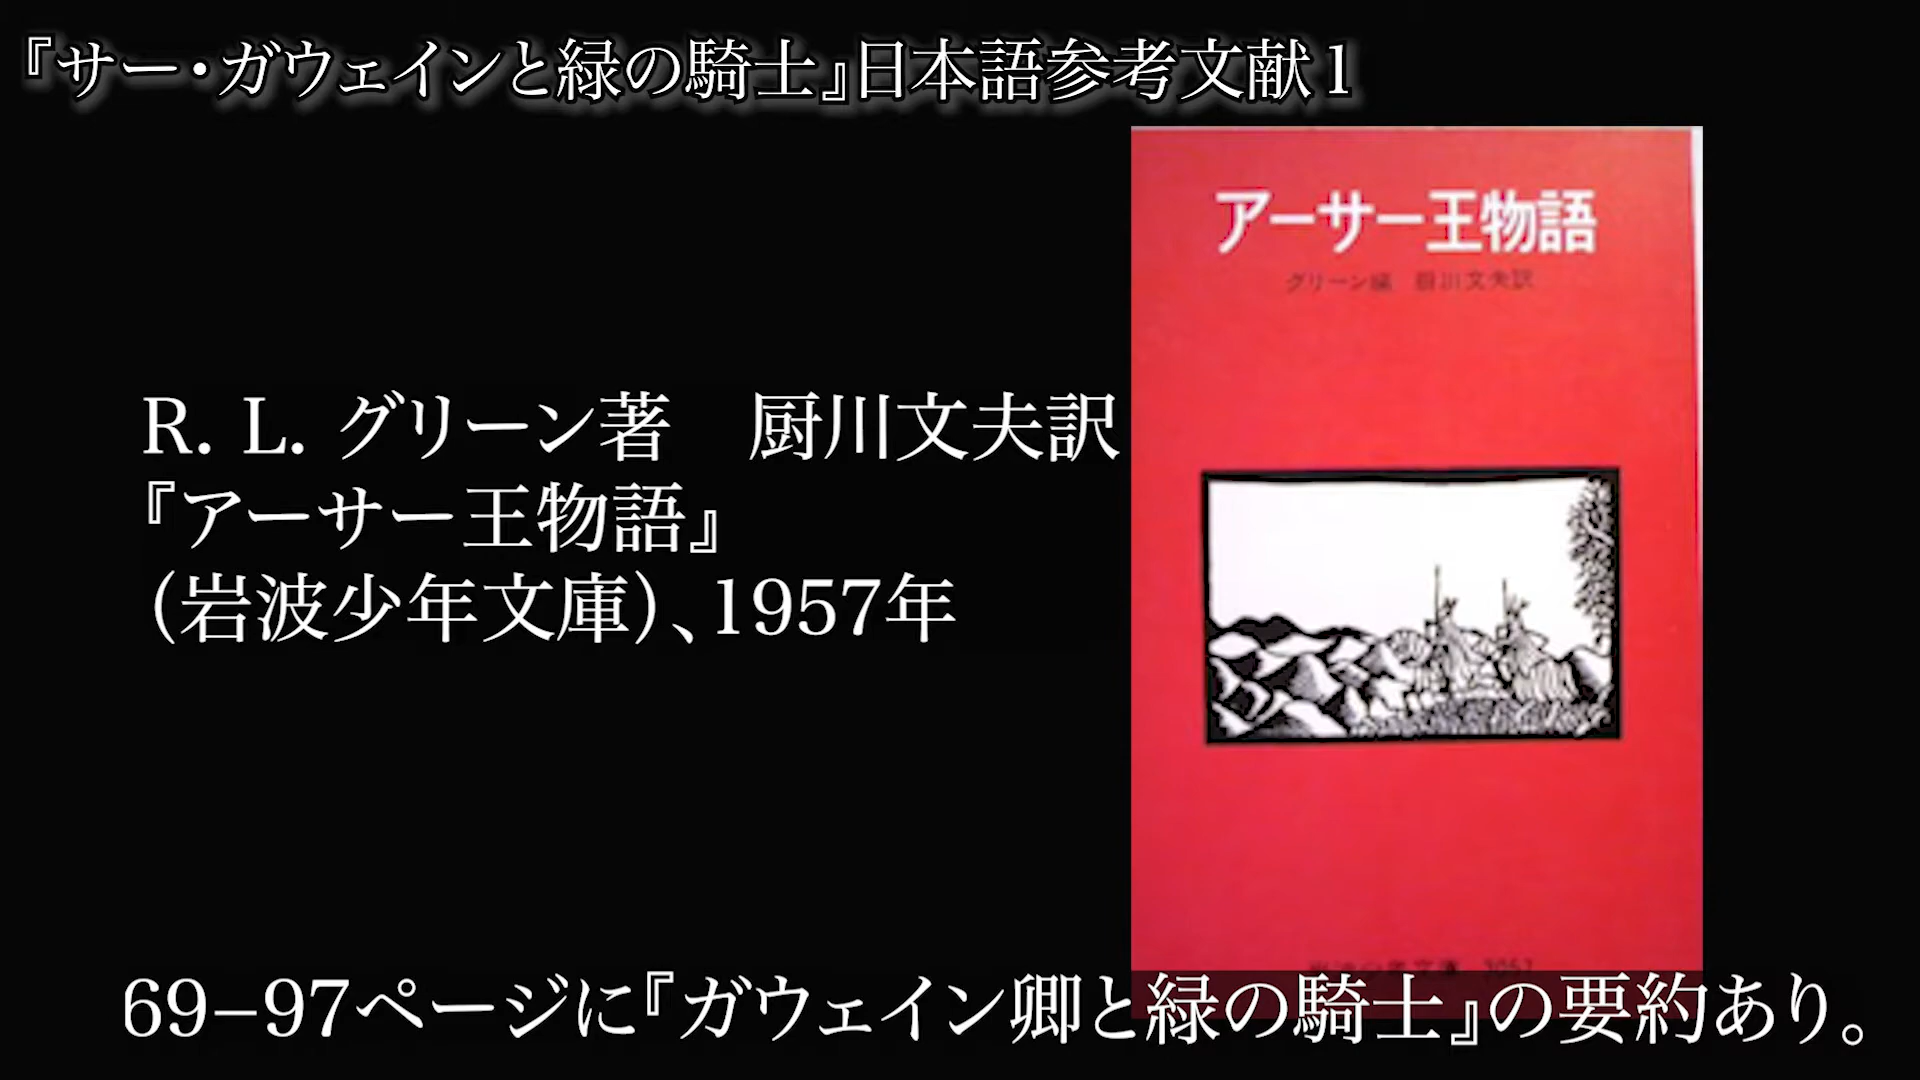 『サー・ガウェインと緑の騎士』日本語参考文献１
アーサー王物語
グリーン編　厨川文夫訳
R. L. グリーン著　厨川文夫訳
『アーサー王物語』
（岩波少年文庫）、1957年
69–97ページに『ガウェイン卿と緑の騎士』の要約あり。